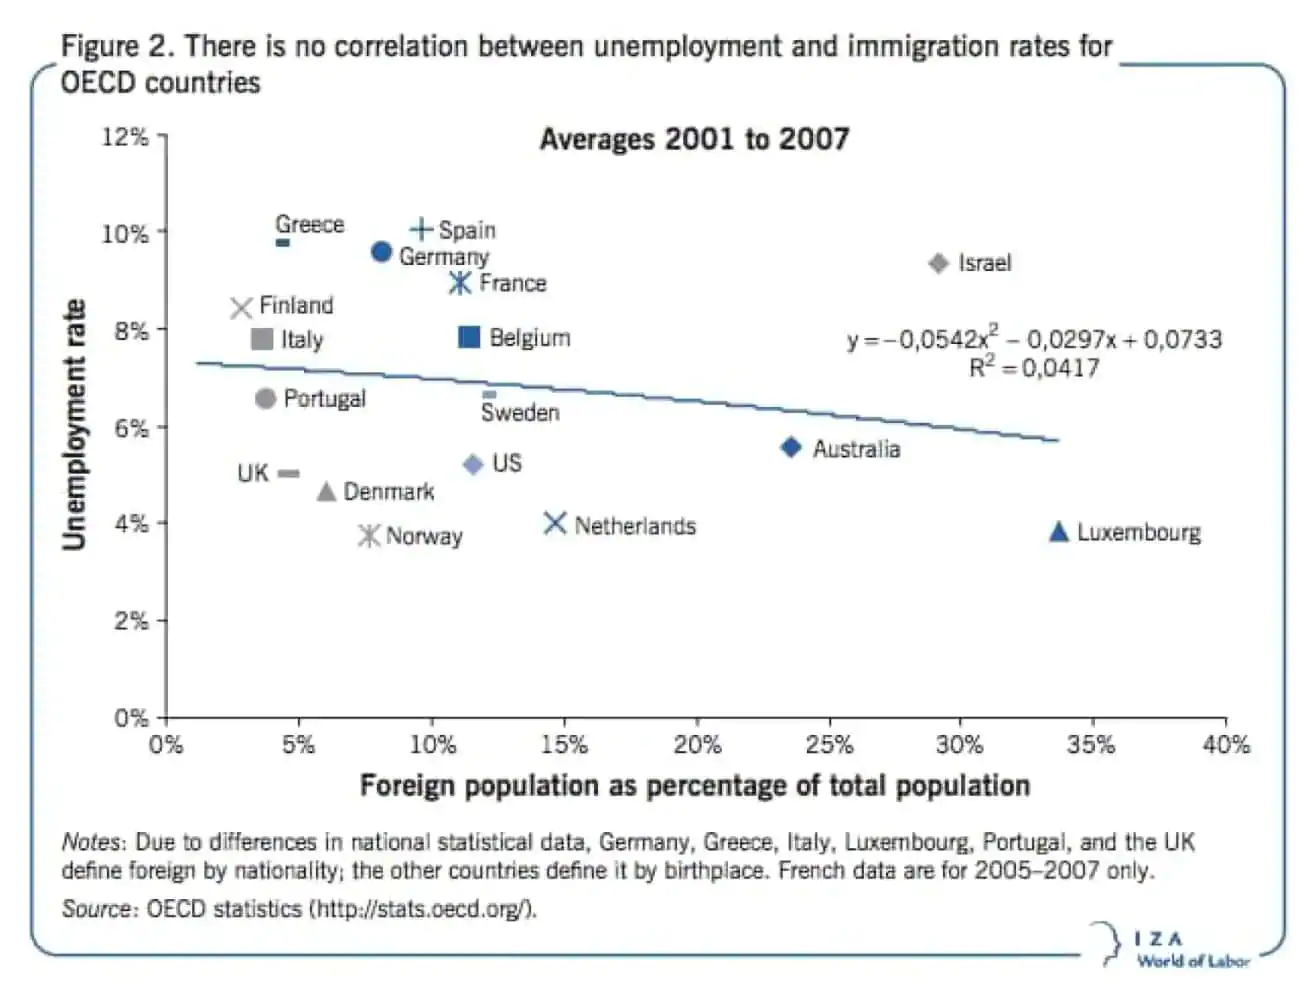 Figure 2. There is no correlation between unemployment and immigration rates for
OECD countries
Averages 2001 to 2007
12%
10%
8%
6%
4%
2%
0%
Unemployment rate
Greece
Spain
Germany
France
Israel
Finland
Italy
Belgium
y = −0,0542x² − 0,0297x + 0,0733
R² = 0,0417
Portugal
Sweden
Australia
UK
US
Denmark
Norway
Netherlands
Luxembourg
0% 5% 10% 15% 20% 25% 30% 35% 40%
Foreign population as percentage of total population
Notes: Due to differences in national statistical data, Germany, Greece, Italy, Luxembourg, Portugal, and the UK
define foreign by nationality; the other countries define it by birthplace. French data are for 2005–2007 only.
Source: OECD statistics (http://stats.oecd.org/).
I Z A
World of Labor